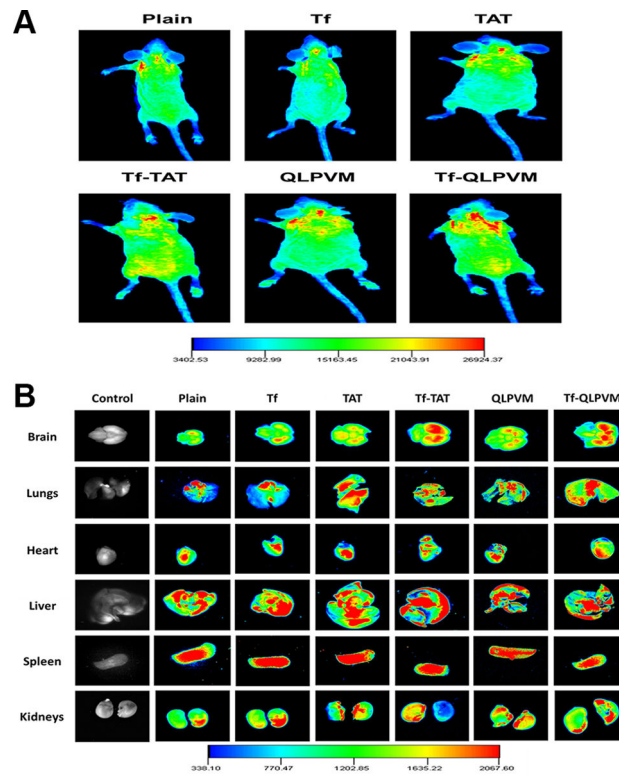 A
Plain Tf TAT
Tf-TAT QLPVM Tf-QLPVM
3402.53 9282.99 15163.45 21043.91 26924.37
B
Control Plain Tf TAT Tf-TAT QLPVM Tf-QLPVM
Brain
Lungs
Heart
Liver
Spleen
Kidneys
338.10 770.47 1202.85 1635.22 2067.60